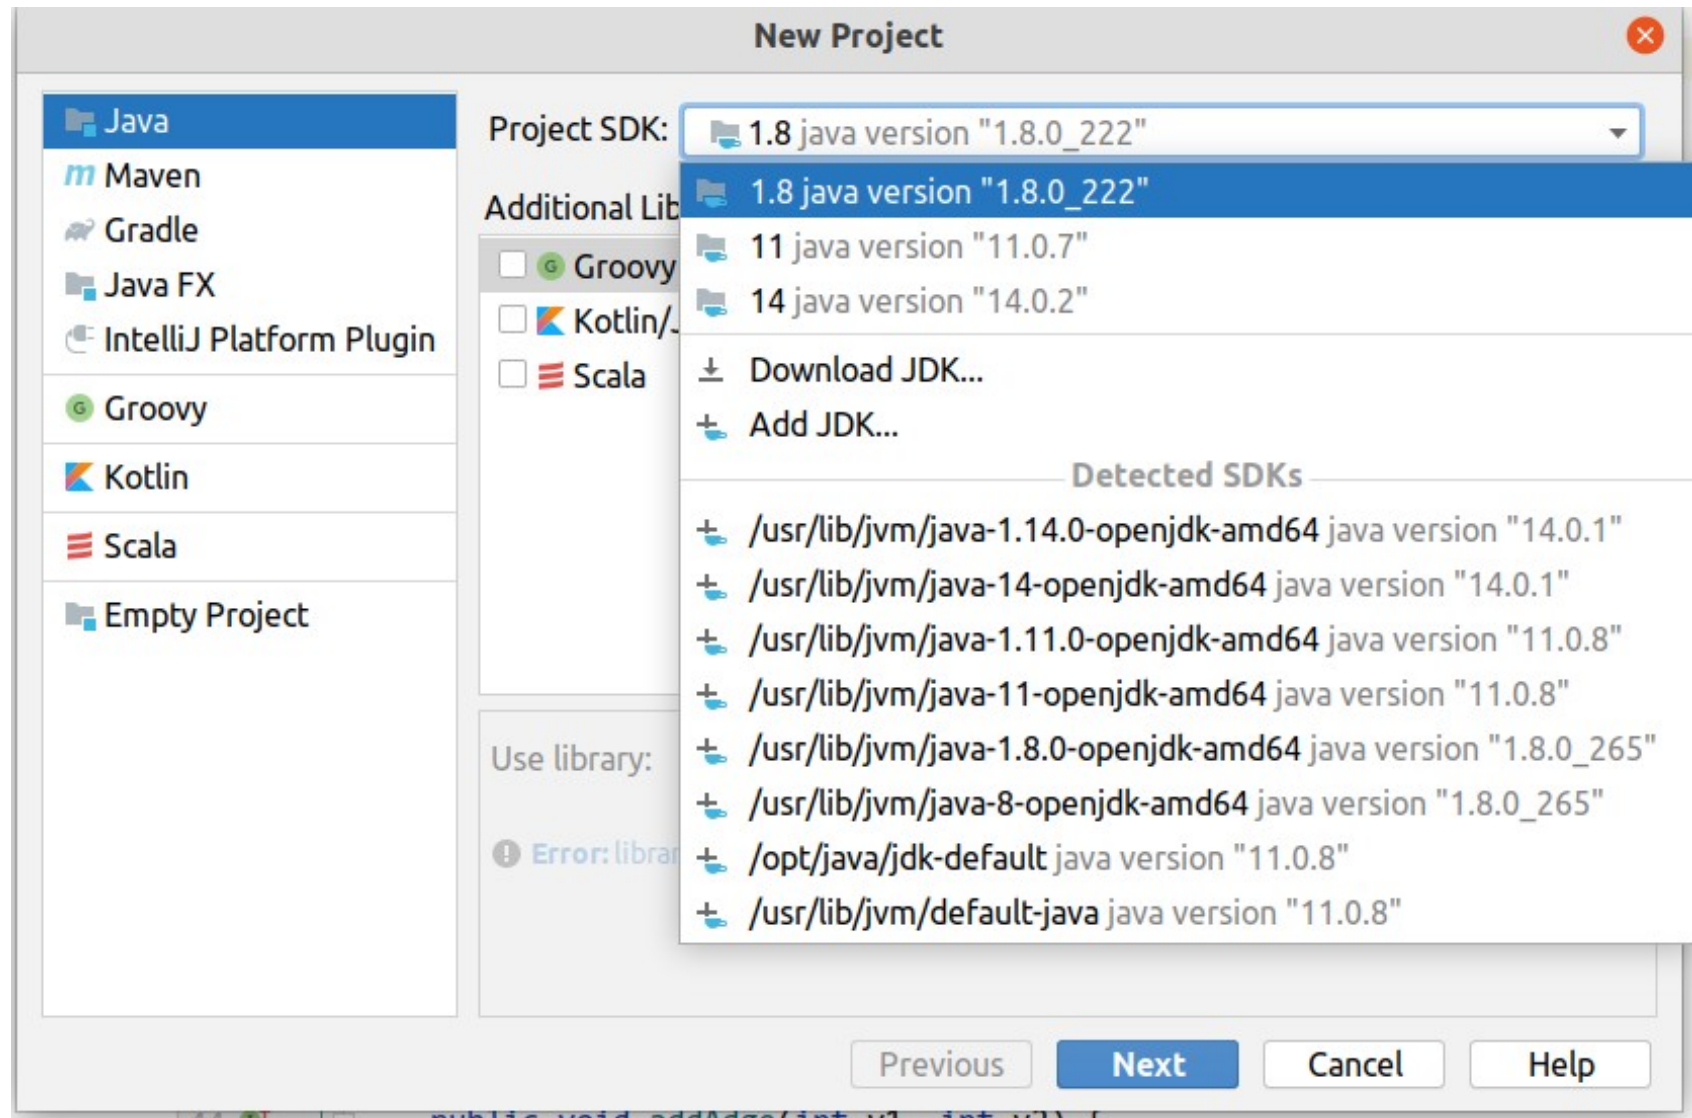 New Project
Java
Maven
Gradle
Java FX
IntelliJ Platform Plugin
Groovy
Kotlin
Scala
Empty Project
Project SDK: 1.8 java version "1.8.0_222"
Additional Lib
Groovy
Kotlin/J
Scala
1.8 java version "1.8.0_222"
11 java version "11.0.7"
14 java version "14.0.2"
Download JDK...
Add JDK...
Detected SDKs
/usr/lib/jvm/java-1.14.0-openjdk-amd64 java version "14.0.1"
/usr/lib/jvm/java-14-openjdk-amd64 java version "14.0.1"
/usr/lib/jvm/java-1.11.0-openjdk-amd64 java version "11.0.8"
/usr/lib/jvm/java-11-openjdk-amd64 java version "11.0.8"
/usr/lib/jvm/java-1.8.0-openjdk-amd64 java version "1.8.0_265"
/usr/lib/jvm/java-8-openjdk-amd64 java version "1.8.0_265"
/opt/java/jdk-default java version "11.0.8"
/usr/lib/jvm/default-java java version "11.0.8"
Use library:
Error: librar
Previous
Next
Cancel
Help
public void addAdge(int v1, int v2) {